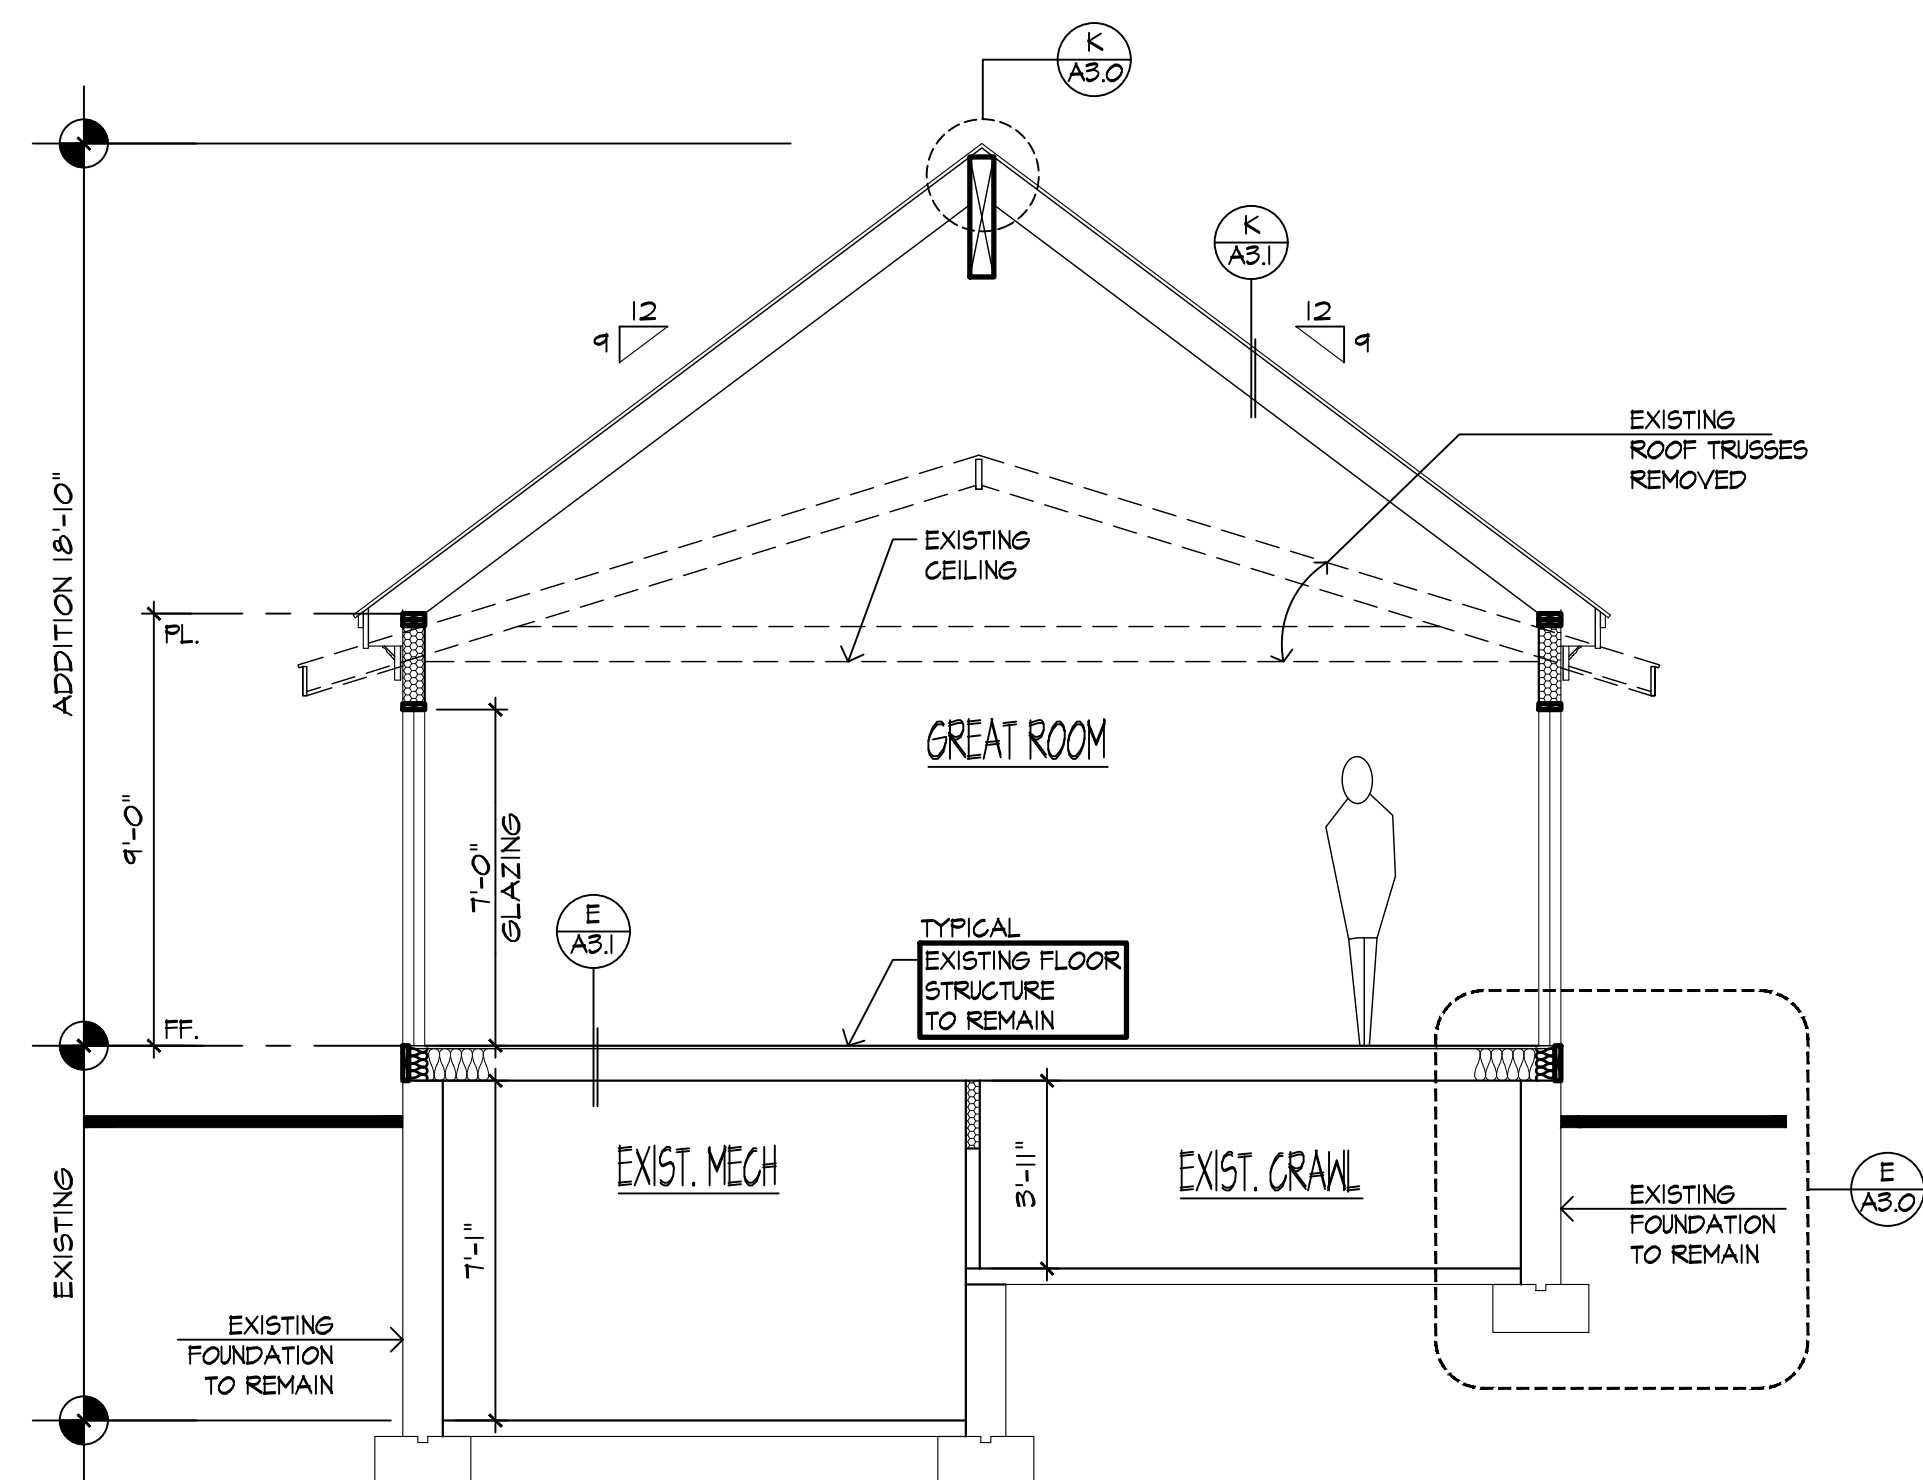 K
A3.0
K
A3.1
12
9
12
9
EXISTING
ROOF TRUSSES
REMOVED
ADDITION 18'-10"
EXISTING
CEILING
PL.
GREAT ROOM
9'-0"
7'-0"
GLAZING
E
A3.1
TYPICAL
EXISTING FLOOR
STRUCTURE
TO REMAIN
FF.
EXIST. MECH
3'-11"
EXIST. CRAWL
E
A3.0
EXISTING
FOUNDATION
TO REMAIN
EXISTING
7'-1"
EXISTING
FOUNDATION
TO REMAIN